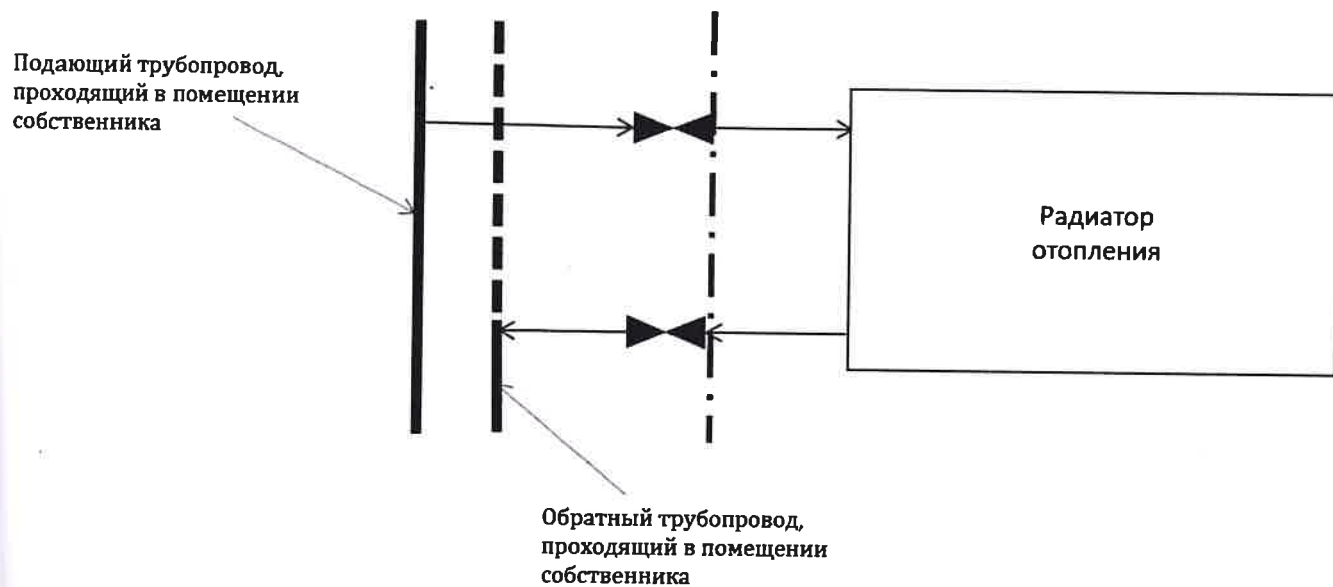 Подающий трубопровод,
проходящий в помещении
собственника
Радиатор
отопления
Обратный трубопровод,
проходящий в помещении
собственника